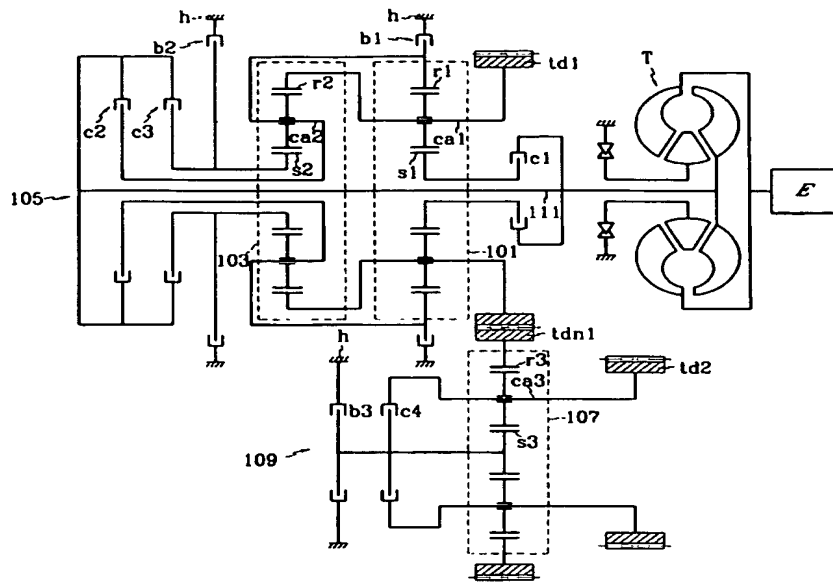 h
h
b2
b1
td1
T
r2
r1
c2
c3
ca2
ca1
s2
s1
c1
E
105
111
103
101
tdn1
h
r3
ca3
td2
b3
c4
107
s3
109